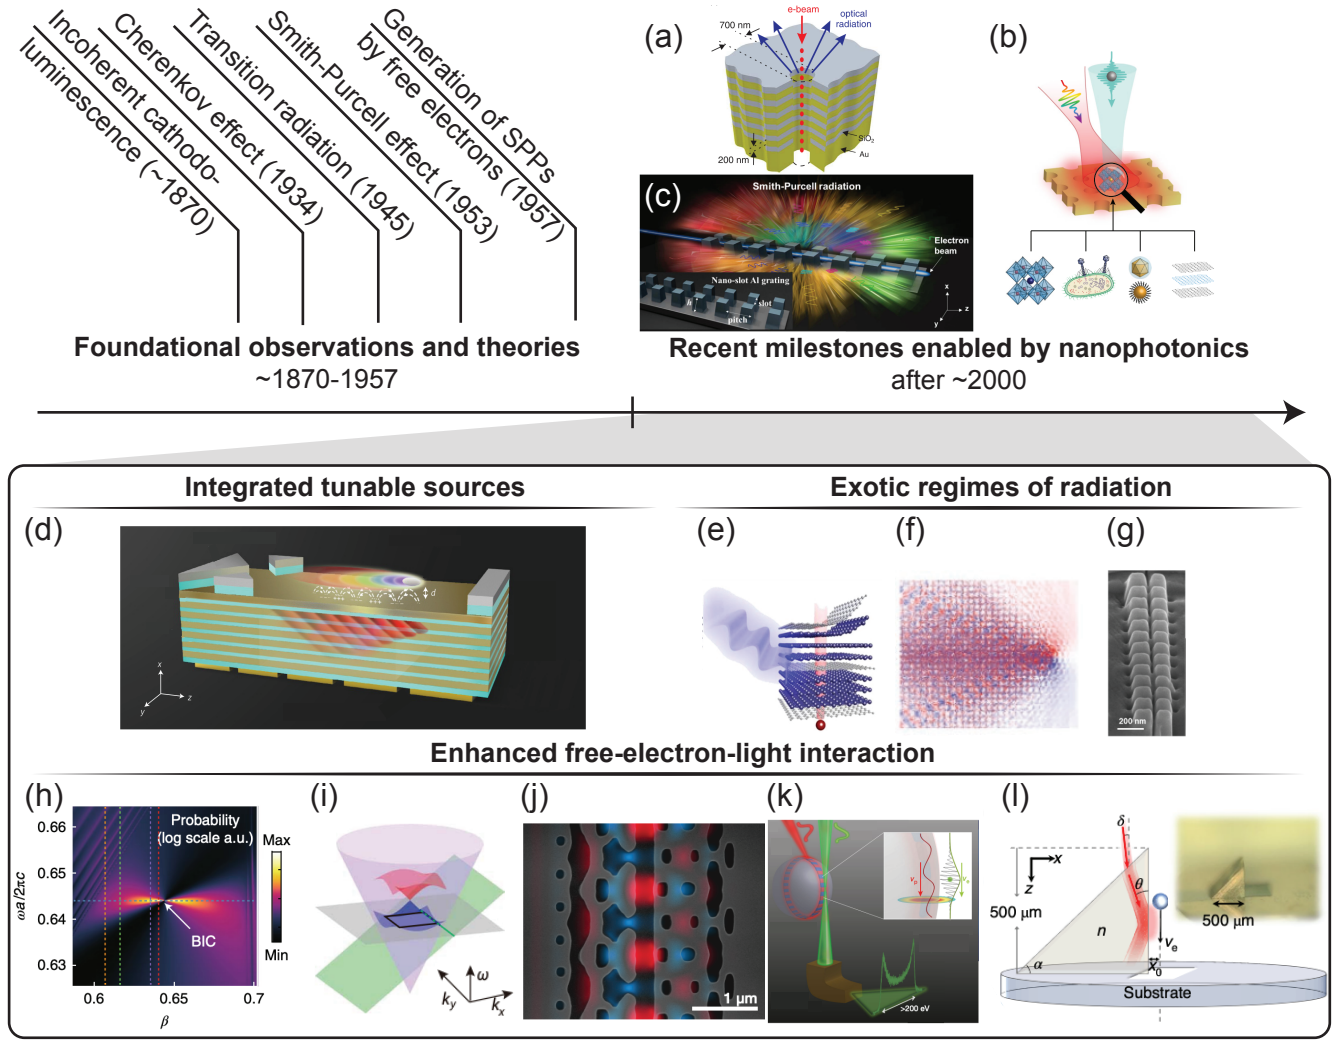 Incoherent cathodo-
luminescence (~1870)
Cherenkov effect (1934)
Transition radiation (1945)
Smith-Purcell effect (1953)
Generation of SPPs
by free electrons (1957)
Foundational observations and theories
~1870-1957
(a)
e-beam
optical
radiation
700 nm
200 nm
SiO2
Au
(b)
(c)
Smith-Purcell radiation
Electron
beam
Nano-slot Al grating
h
slot
pitch
x
z
y
Recent milestones enabled by nanophotonics
after ~2000
Integrated tunable sources
Exotic regimes of radiation
(d)
d
x
z
y
(e)
(f)
(g)
200 nm
Enhanced free-electron-light interaction
(h)
Probability
(log scale a.u.)
Max
Min
BIC
ωa/2πc
0.66
0.65
0.64
0.63
0.6
0.65
0.7
β
(i)
ω
ky
kx
(j)
1 μm
(k)
>200 eV
(l)
δ
x
z
θ
500 μm
n
α
ve
x0
Substrate
500 μm